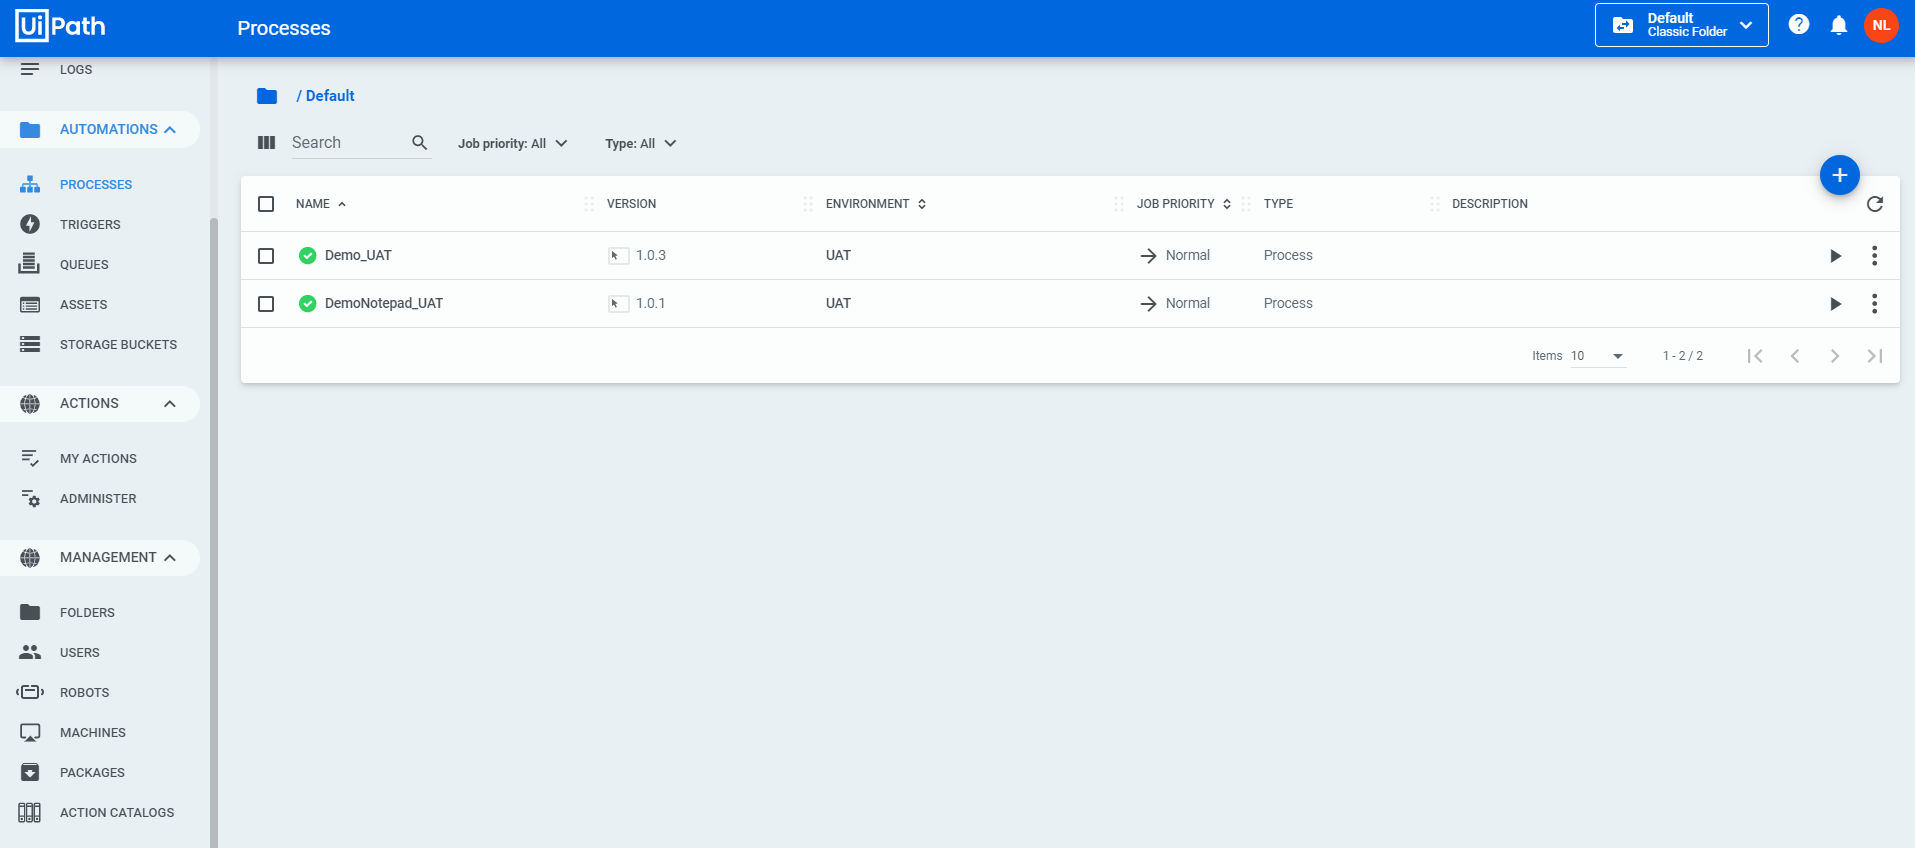 UiPath
Processes
Default
Classic Folder
NL
LOGS
AUTOMATIONS
PROCESSES
TRIGGERS
QUEUES
ASSETS
STORAGE BUCKETS
ACTIONS
MY ACTIONS
ADMINISTER
MANAGEMENT
FOLDERS
USERS
ROBOTS
MACHINES
PACKAGES
ACTION CATALOGS
/ Default
Search Job priority: All Type: All
NAME VERSION ENVIRONMENT JOB PRIORITY TYPE DESCRIPTION
Demo_UAT 1.0.3 UAT Normal Process
DemoNotepad_UAT 1.0.1 UAT Normal Process
Items 10 1 - 2 / 2